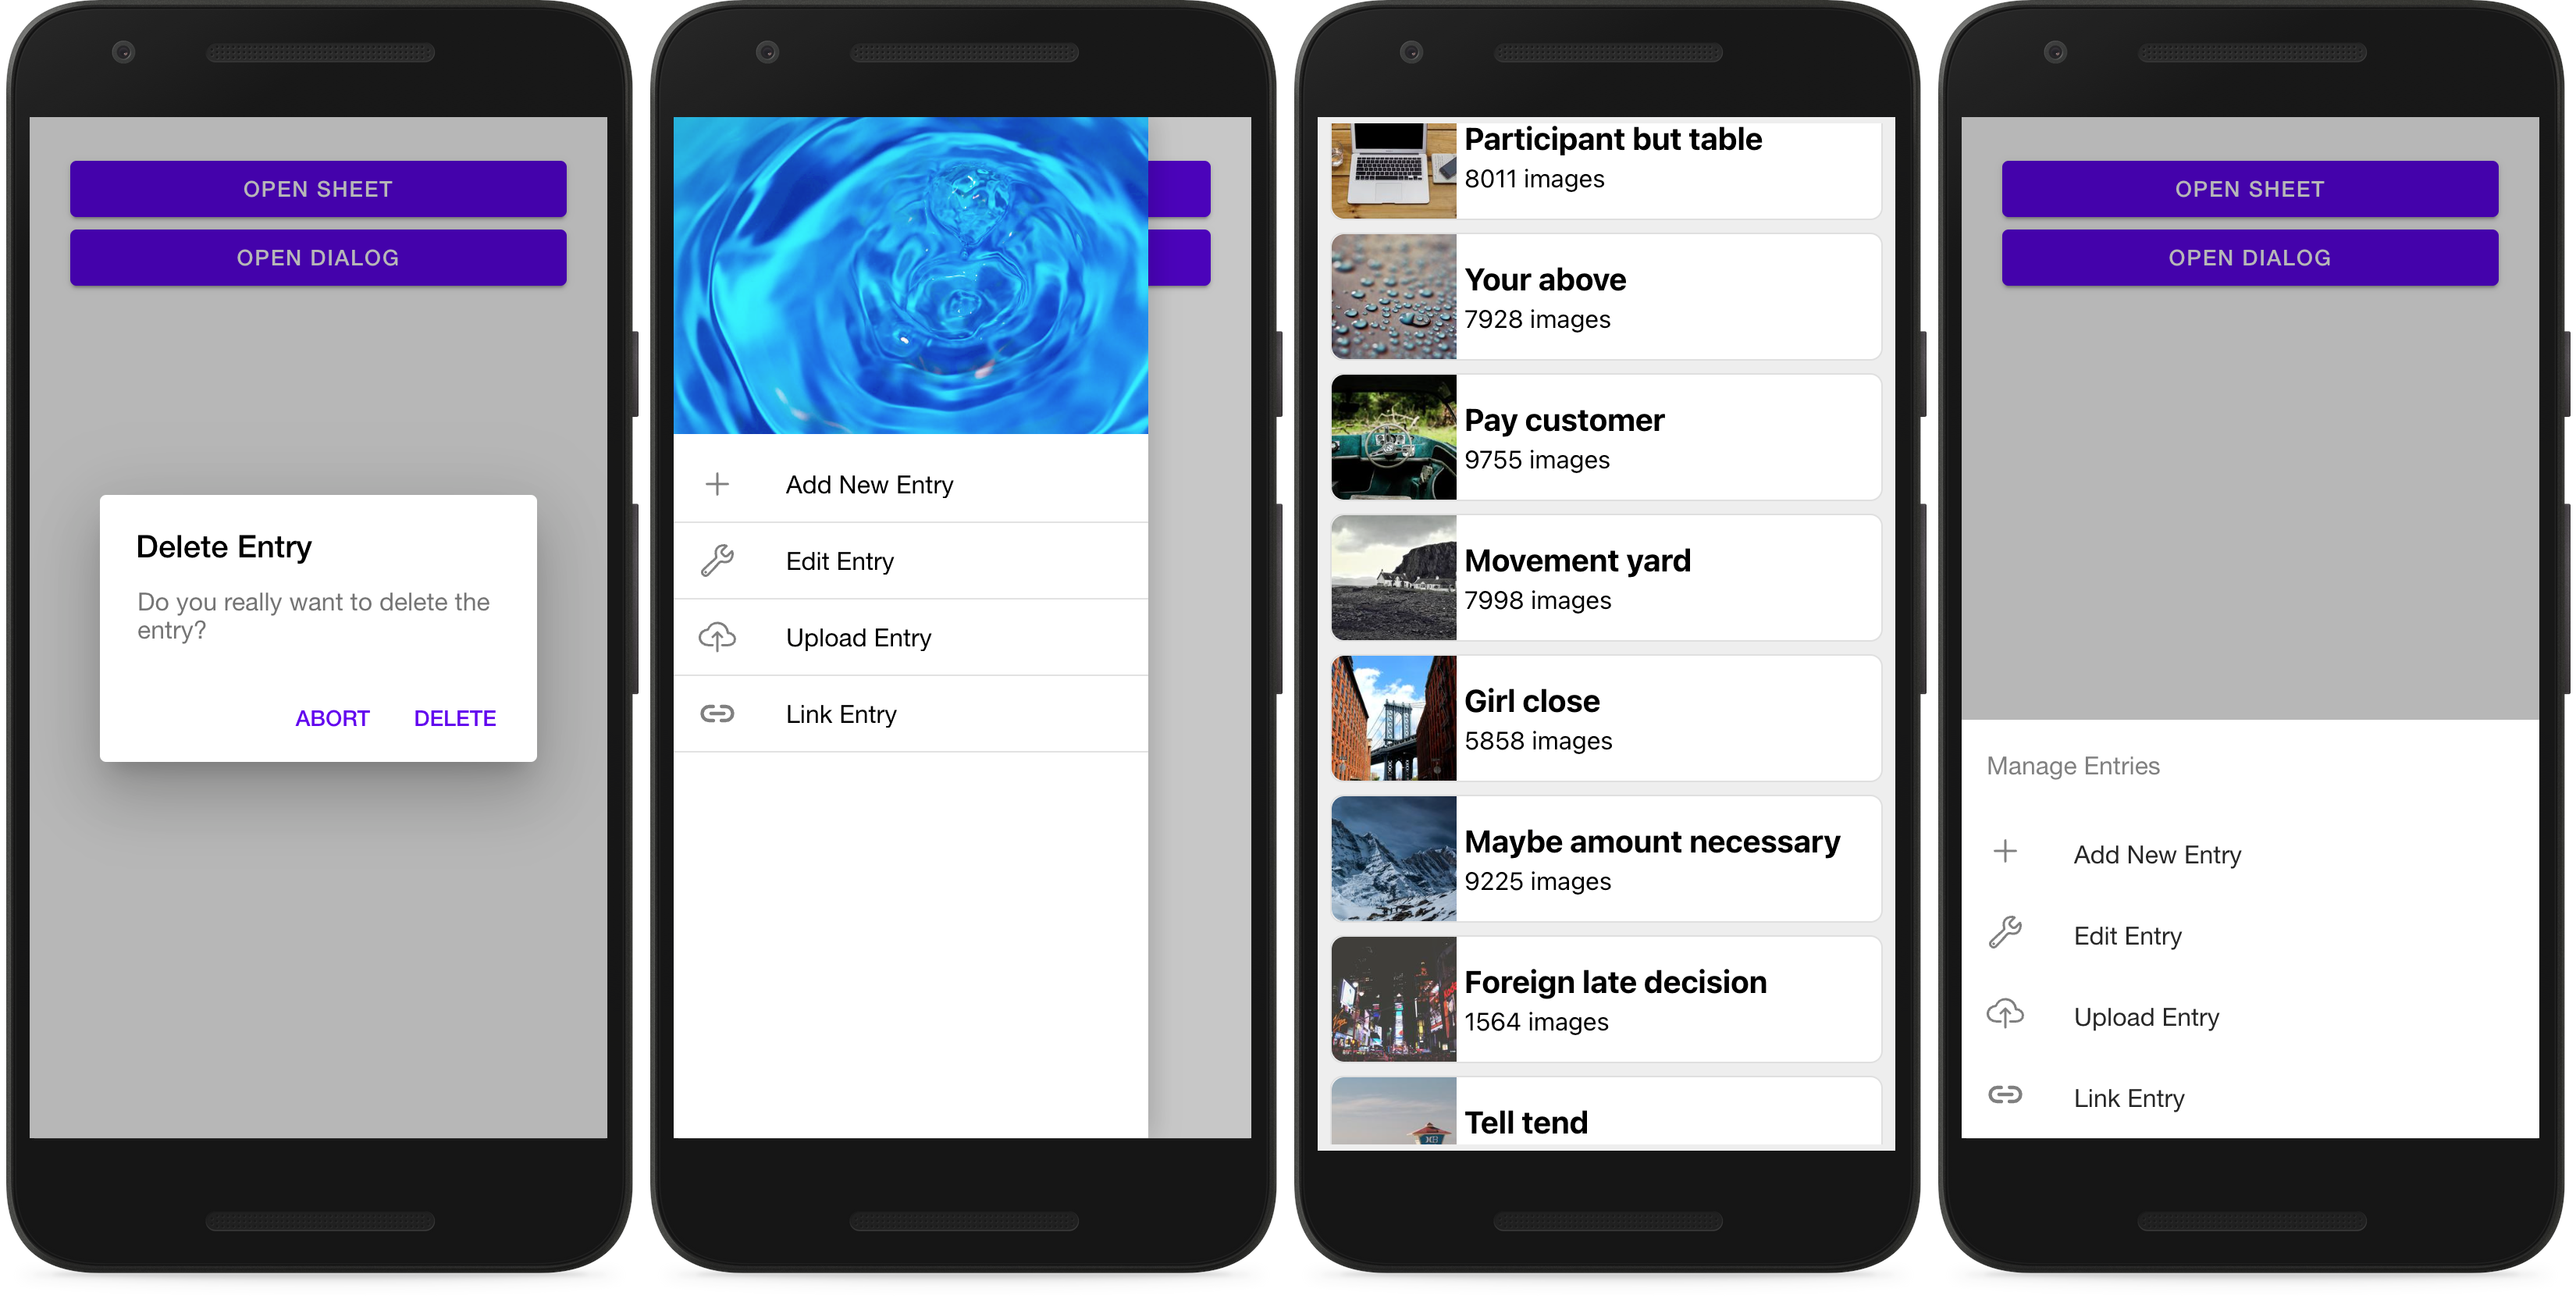 OPEN SHEET
OPEN DIALOG
Delete Entry
Do you really want to delete the
entry?
ABORT
DELETE
Add New Entry
Edit Entry
Upload Entry
Link Entry
Participant but table
8011 images
Your above
7928 images
Pay customer
9755 images
Movement yard
7998 images
Girl close
5858 images
Maybe amount necessary
9225 images
Foreign late decision
1564 images
Tell tend
MB
OPEN SHEET
OPEN DIALOG
Manage Entries
Add New Entry
Edit Entry
Upload Entry
Link Entry